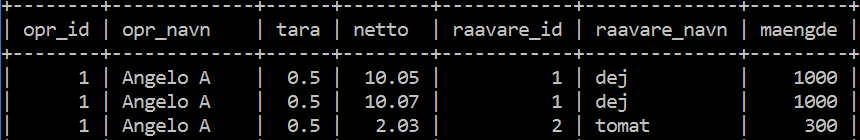 +--------+------------+------+-------+------------+--------------+---------+
| opr_id | opr_navn   | tara | netto | raavare_id | raavare_navn | maengde |
+--------+------------+------+-------+------------+--------------+---------+
|      1 | Angelo A   |  0.5 | 10.05 |          1 | dej          |    1000 |
|      1 | Angelo A   |  0.5 | 10.07 |          1 | dej          |    1000 |
|      1 | Angelo A   |  0.5 |  2.03 |          2 | tomat        |     300 |